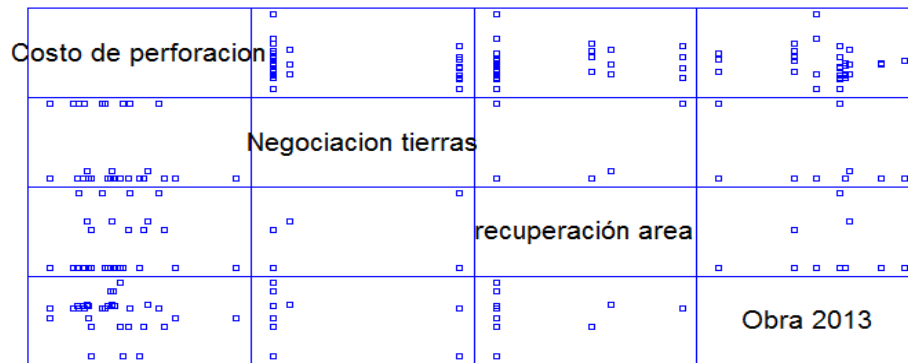 Costo de perforacion
Negociacion tierras
recuperación area
Obra 2013